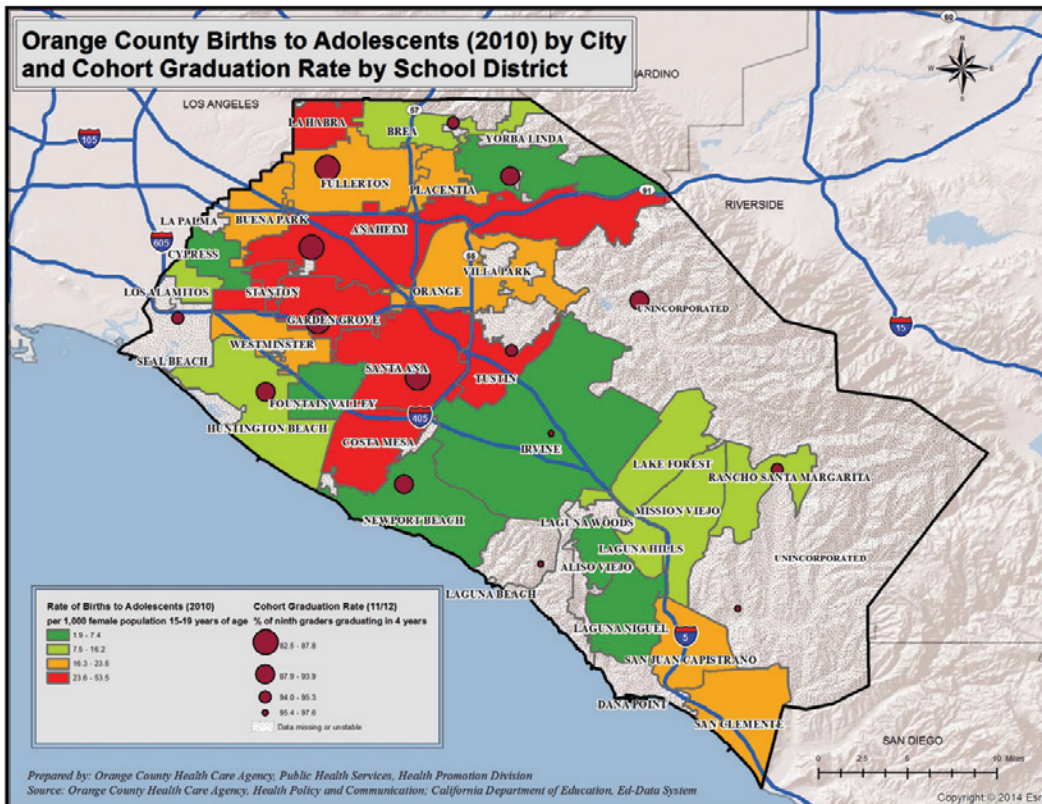 Orange County Births to Adolescents (2010) by City
and Cohort Graduation Rate by School District
60
N
W
E
S
NARDINO
LOS ANGELES
57
105
LA HABRA
BREA
YORBA LINDA
FULLERTON
PLACENTIA
91
RIVERSIDE
LA PALMA
BUENA PARK
ANAHEIM
605
CYPRESS
55
VILLA PARK
LOS ALAMITOS
STANTON
ORANGE
UNINCORPORATED
15
GARDEN GROVE
WESTMINSTER
SEAL BEACH
SANTA ANA
TUSTIN
FOUNTAIN VALLEY
405
HUNTINGTON BEACH
COSTA MESA
IRVINE
LAKE FOREST
RANCHO SANTA MARGARITA
NEWPORT BEACH
MISSION VIEJO
LAGUNA WOODS
LAGUNA HILLS
UNINCORPORATED
ALISO VIEJO
LAGUNA BEACH
LAGUNA NIGUEL
5
SAN JUAN CAPISTRANO
DANA POINT
SAN CLEMENTE
SAN DIEGO
Rate of Births to Adolescents (2010)
per 1,000 female population 15-19 years of age
1.9 - 7.4
7.5 - 16.2
16.3 - 23.5
23.6 - 53.5
Cohort Graduation Rate (11/12)
% of ninth graders graduating in 4 years
82.5 - 87.8
87.9 - 93.9
94.0 - 95.3
95.4 - 97.6
Data missing or unstable
0 2.5 5 10 Miles
Prepared by: Orange County Health Care Agency, Public Health Services, Health Promotion Division
Source: Orange County Health Care Agency, Health Policy and Communication; California Department of Education, Ed-Data System
Copyright:© 2014 Esr